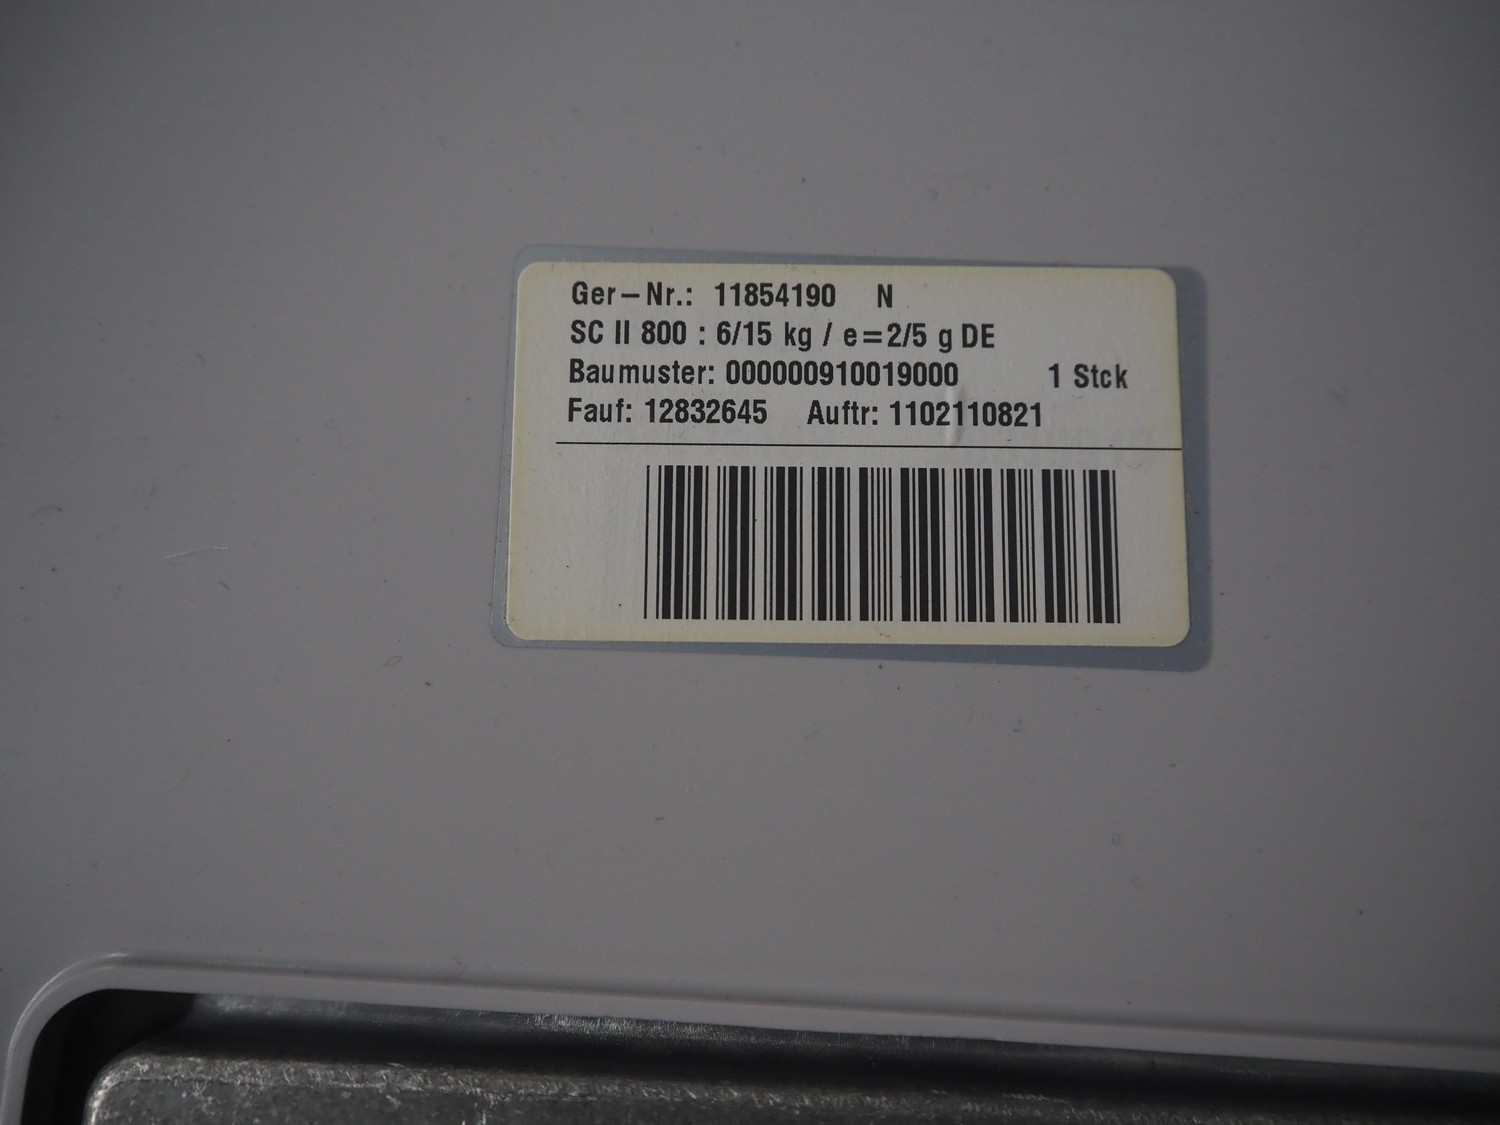 Ger-Nr.: 11854190 N
SC II 800 : 6/15 kg / e=2/5 g DE
Baumuster: 000000910019000 1 Stck
Fauf: 12832645 Auftr: 1102110821